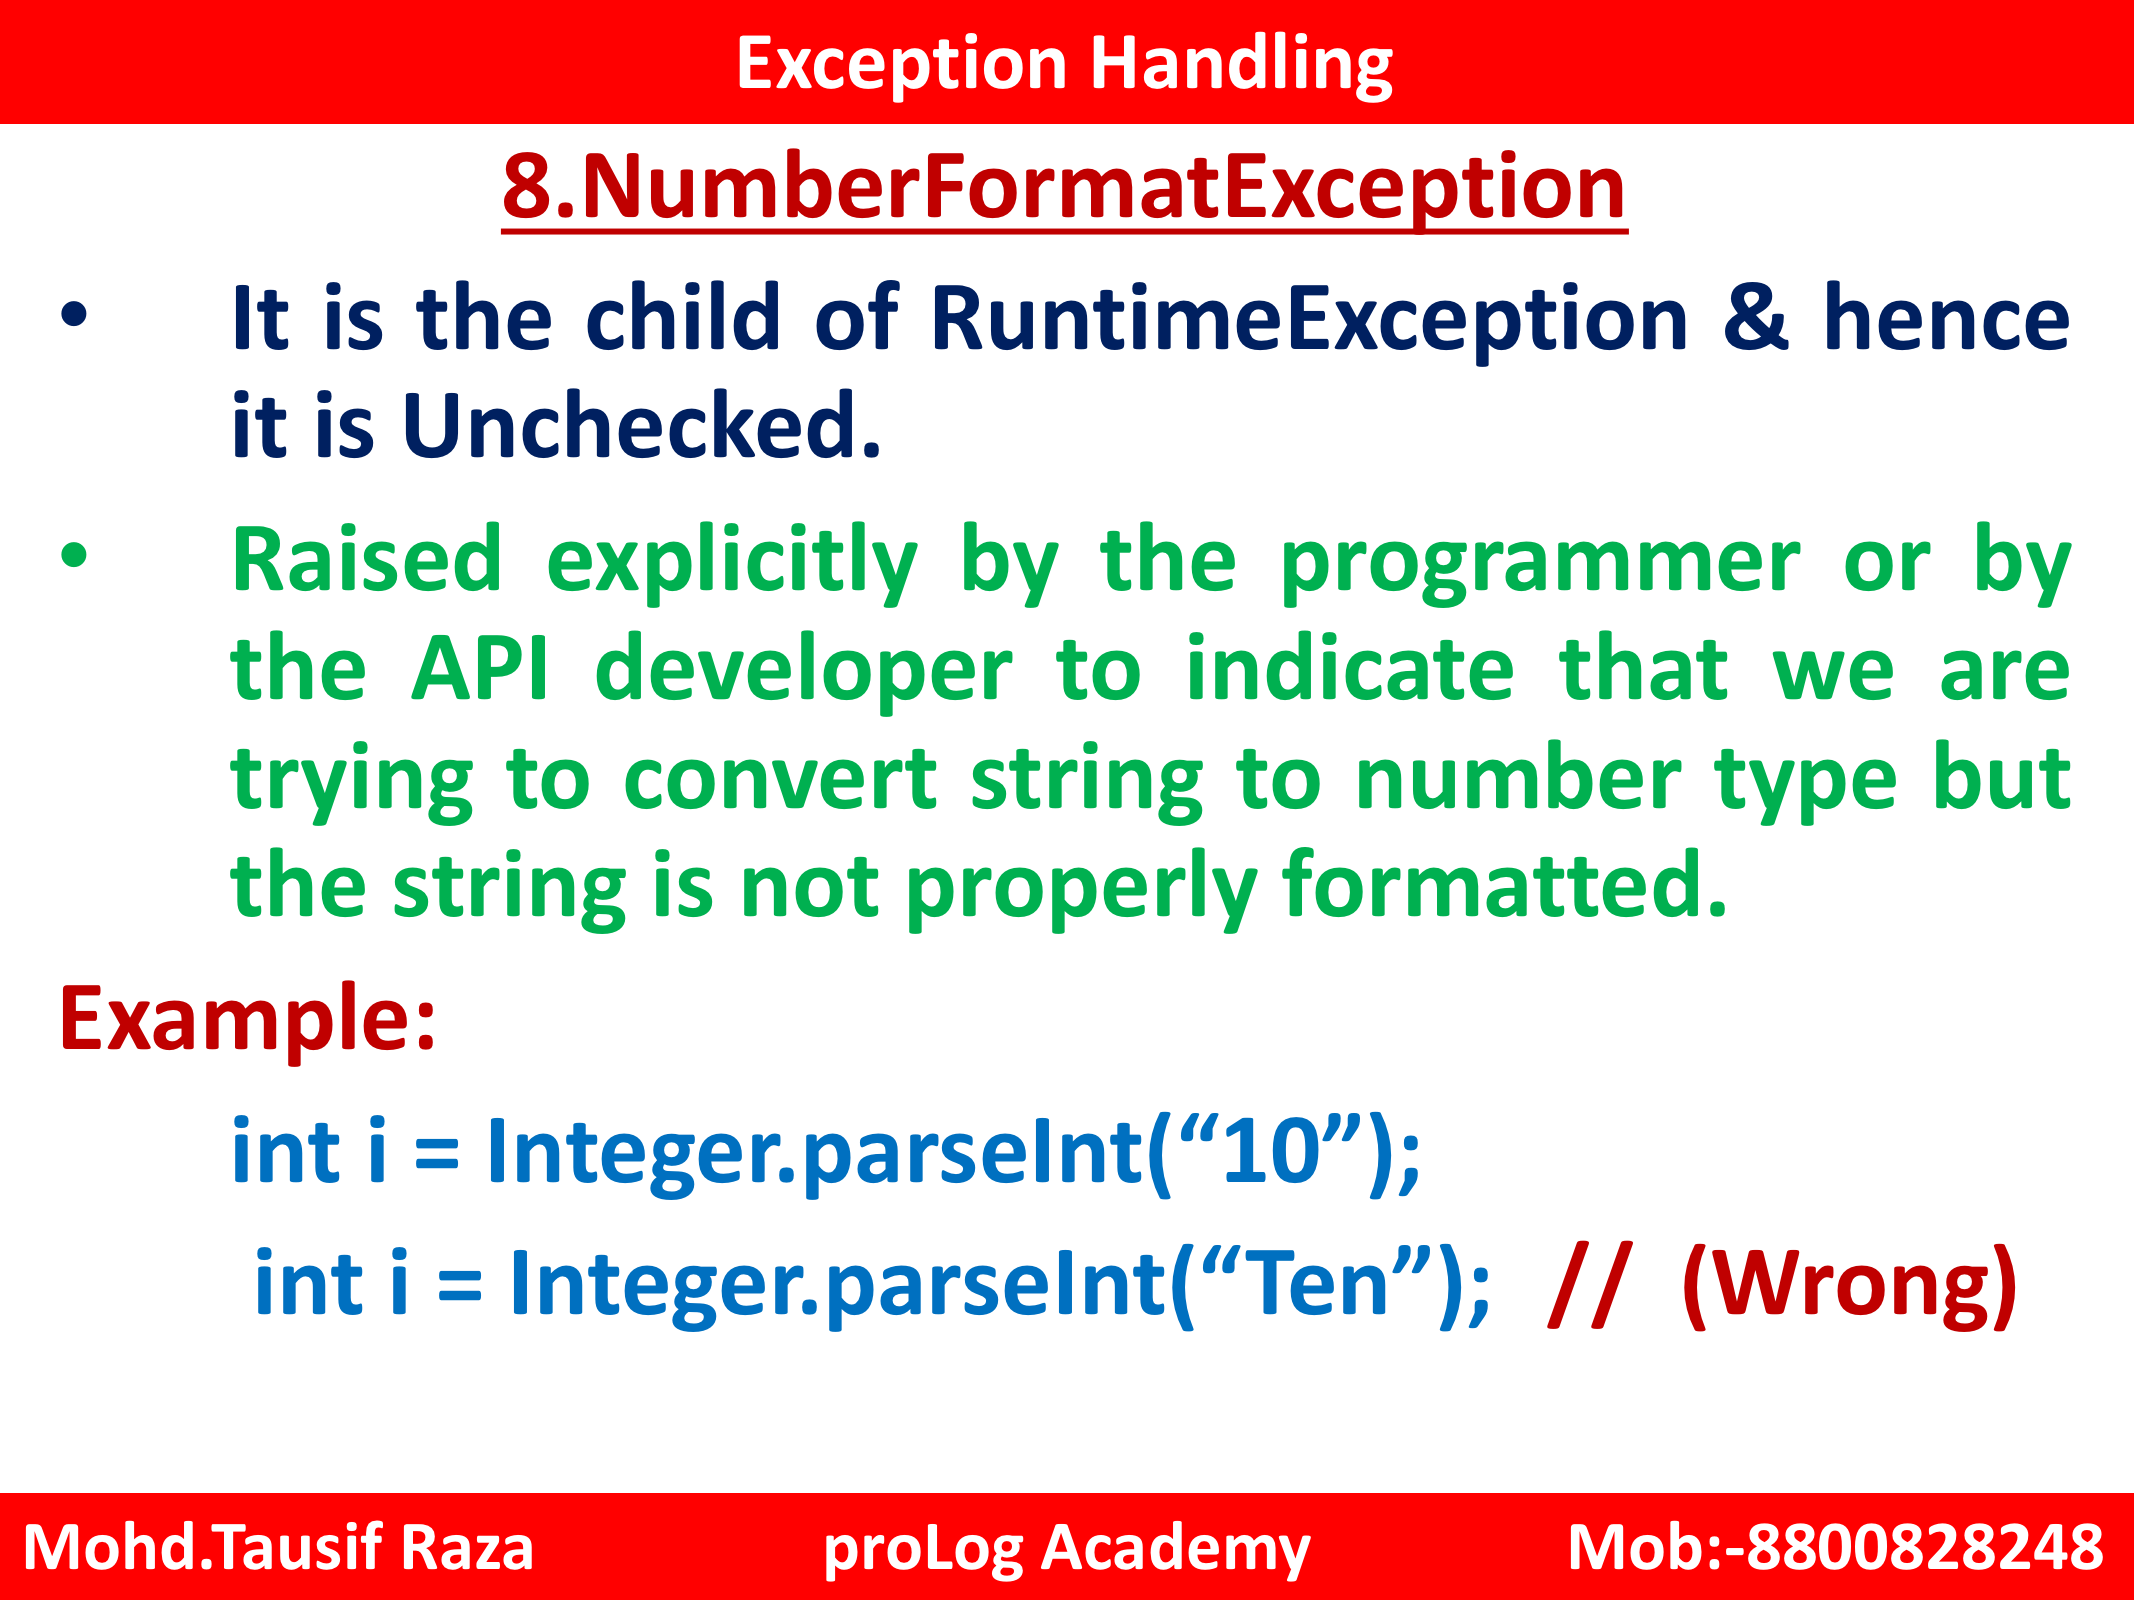 Exception Handling
8.NumberFormatException
• It is the child of RuntimeException & hence
it is Unchecked.
• Raised explicitly by the programmer or by
the API developer to indicate that we are
trying to convert string to number type but
the string is not properly formatted.
Example:
int i = Integer.parseInt(“10”);
int i = Integer.parseInt(“Ten”); // (Wrong)
Mohd.Tausif Raza proLog Academy Mob:-8800828248